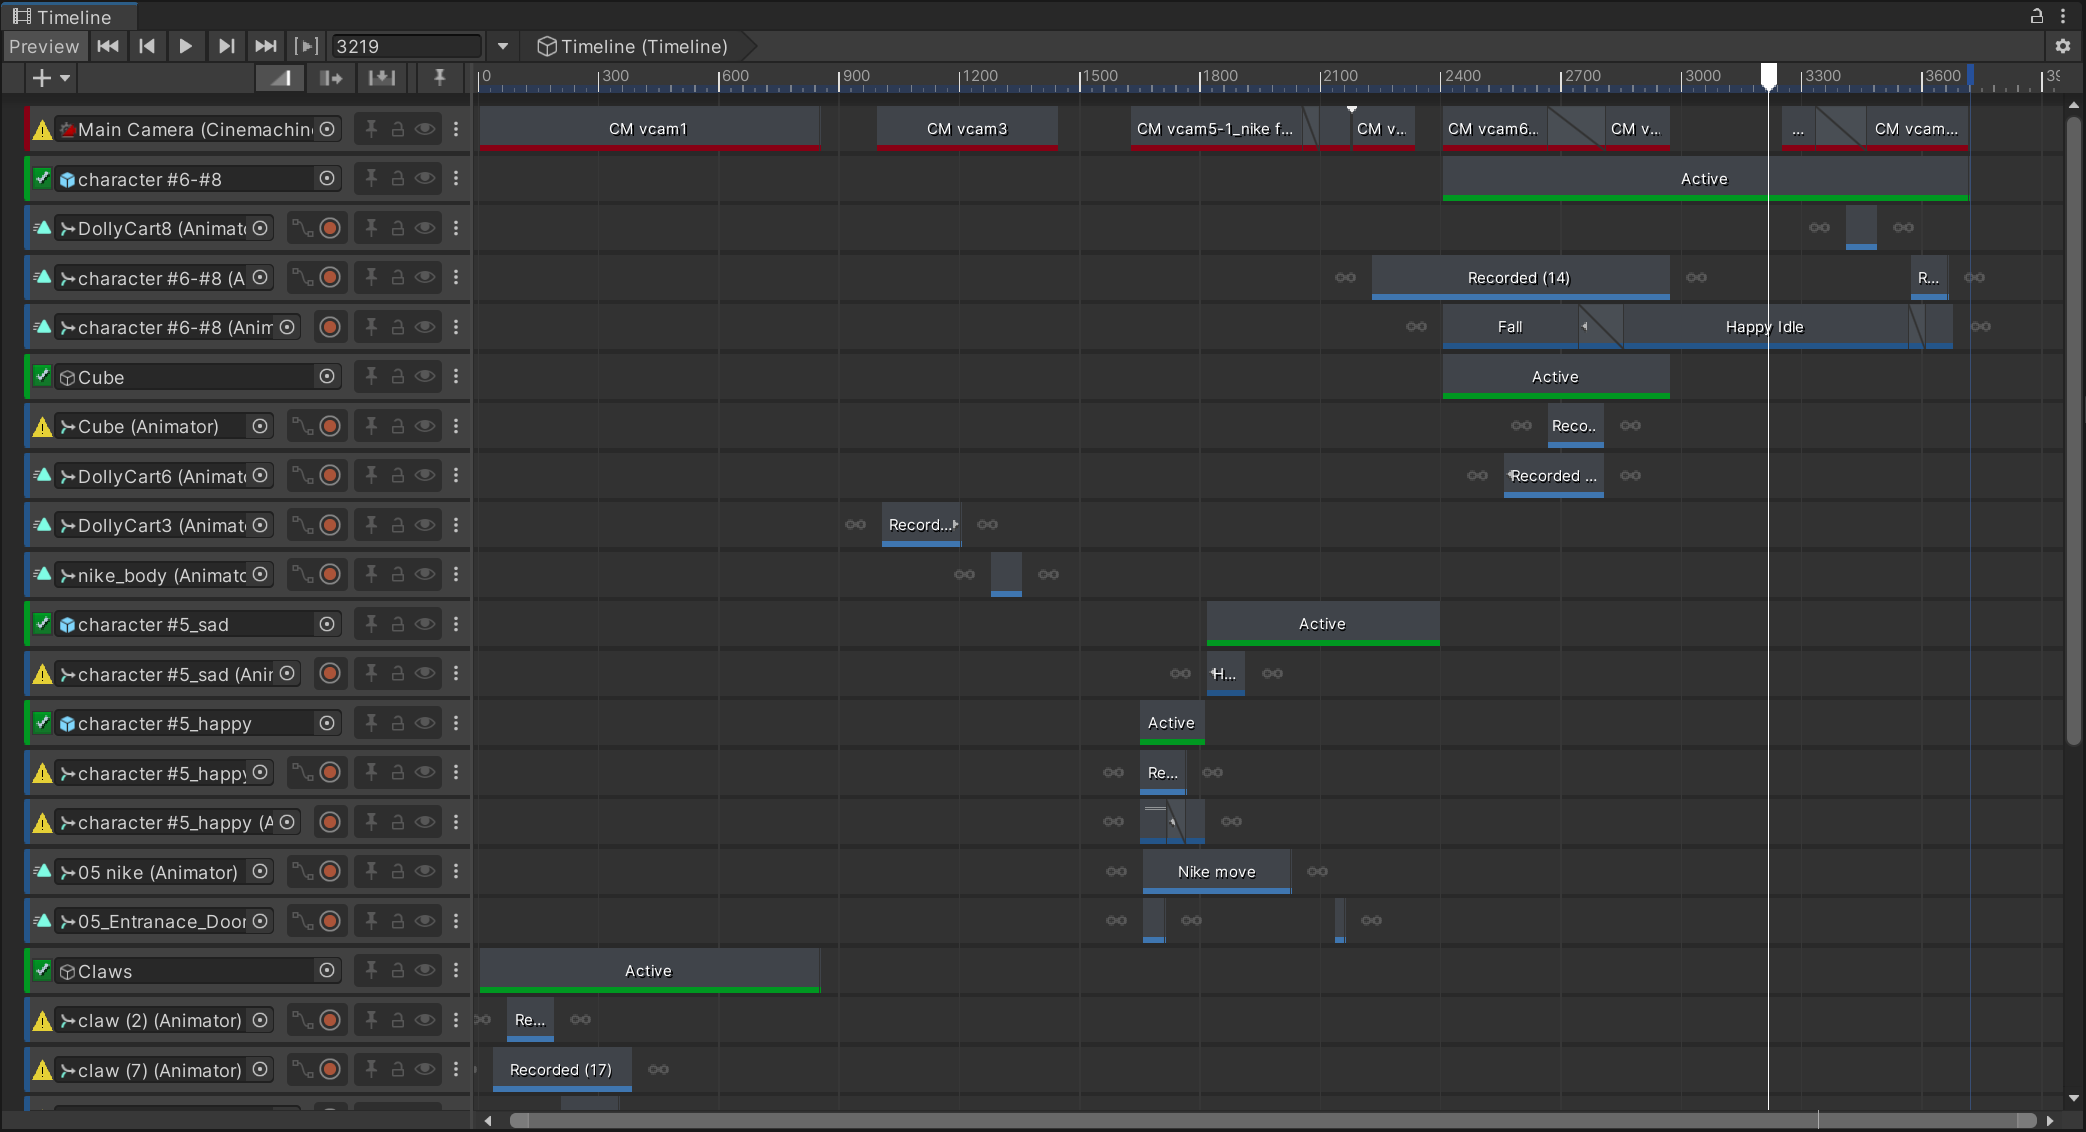 Timeline
Preview
3219
Timeline (Timeline)
0 300 600 900 1200 1500 1800 2100 2400 2700 3000 3300 3600 39
Main Camera (Cinemachin CM vcam1 CM vcam3 CM vcam5-1_nike f... CM v... CM vcam6... CM v... ... CM vcam...
character #6-#8 Active
DollyCart8 (Animato
character #6-#8 (A Recorded (14) R...
character #6-#8 (Anim Fall Happy Idle
Cube Active
Cube (Animator) Reco..
DollyCart6 (Animato Recorded ...
DollyCart3 (Animato Record...
nike_body (Animato
character #5_sad Active
character #5_sad (Anir H...
character #5_happy Active
character #5_happy Re...
character #5_happy (A
05 nike (Animator) Nike move
05_Entranace_Door
Claws Active
claw (2) (Animator) Re...
claw (7) (Animator) Recorded (17)